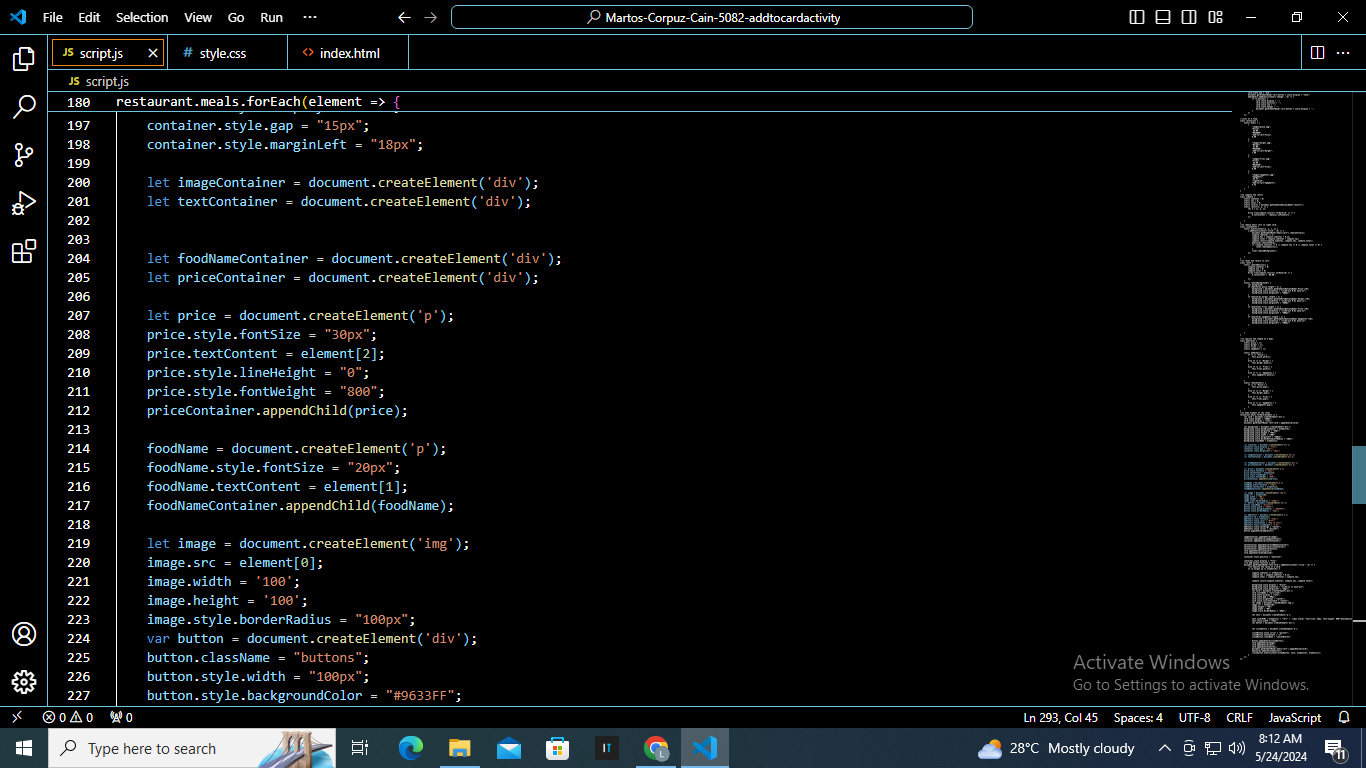 File Edit Selection View Go Run ···
Martos-Corpuz-Cain-5082-addtocardactivity
JS script.js
# style.css
<> index.html
JS script.js
180 restaurant.meals.forEach(element => {
197 container.style.gap = "15px";
198 container.style.marginLeft = "18px";
199
200 let imageContainer = document.createElement('div');
201 let textContainer = document.createElement('div');
202
203
204 let foodNameContainer = document.createElement('div');
205 let priceContainer = document.createElement('div');
206
207 let price = document.createElement('p');
208 price.style.fontSize = "30px";
209 price.textContent = element[2];
210 price.style.lineHeight = "0";
211 price.style.fontWeight = "800";
212 priceContainer.appendChild(price);
213
214 foodName = document.createElement('p');
215 foodName.style.fontSize = "20px";
216 foodName.textContent = element[1];
217 foodNameContainer.appendChild(foodName);
218
219 let image = document.createElement('img');
220 image.src = element[0];
221 image.width = '100';
222 image.height = '100';
223 image.style.borderRadius = "100px";
224 var button = document.createElement('div');
225 button.className = "buttons";
226 button.style.width = "100px";
227 button.style.backgroundColor = "#9633FF";
Activate Windows
Go to Settings to activate Windows.
0 0 0
Ln 293, Col 45 Spaces: 4 UTF-8 CRLF JavaScript
Type here to search
IT
L
28°C Mostly cloudy
8:12 AM
5/24/2024
11